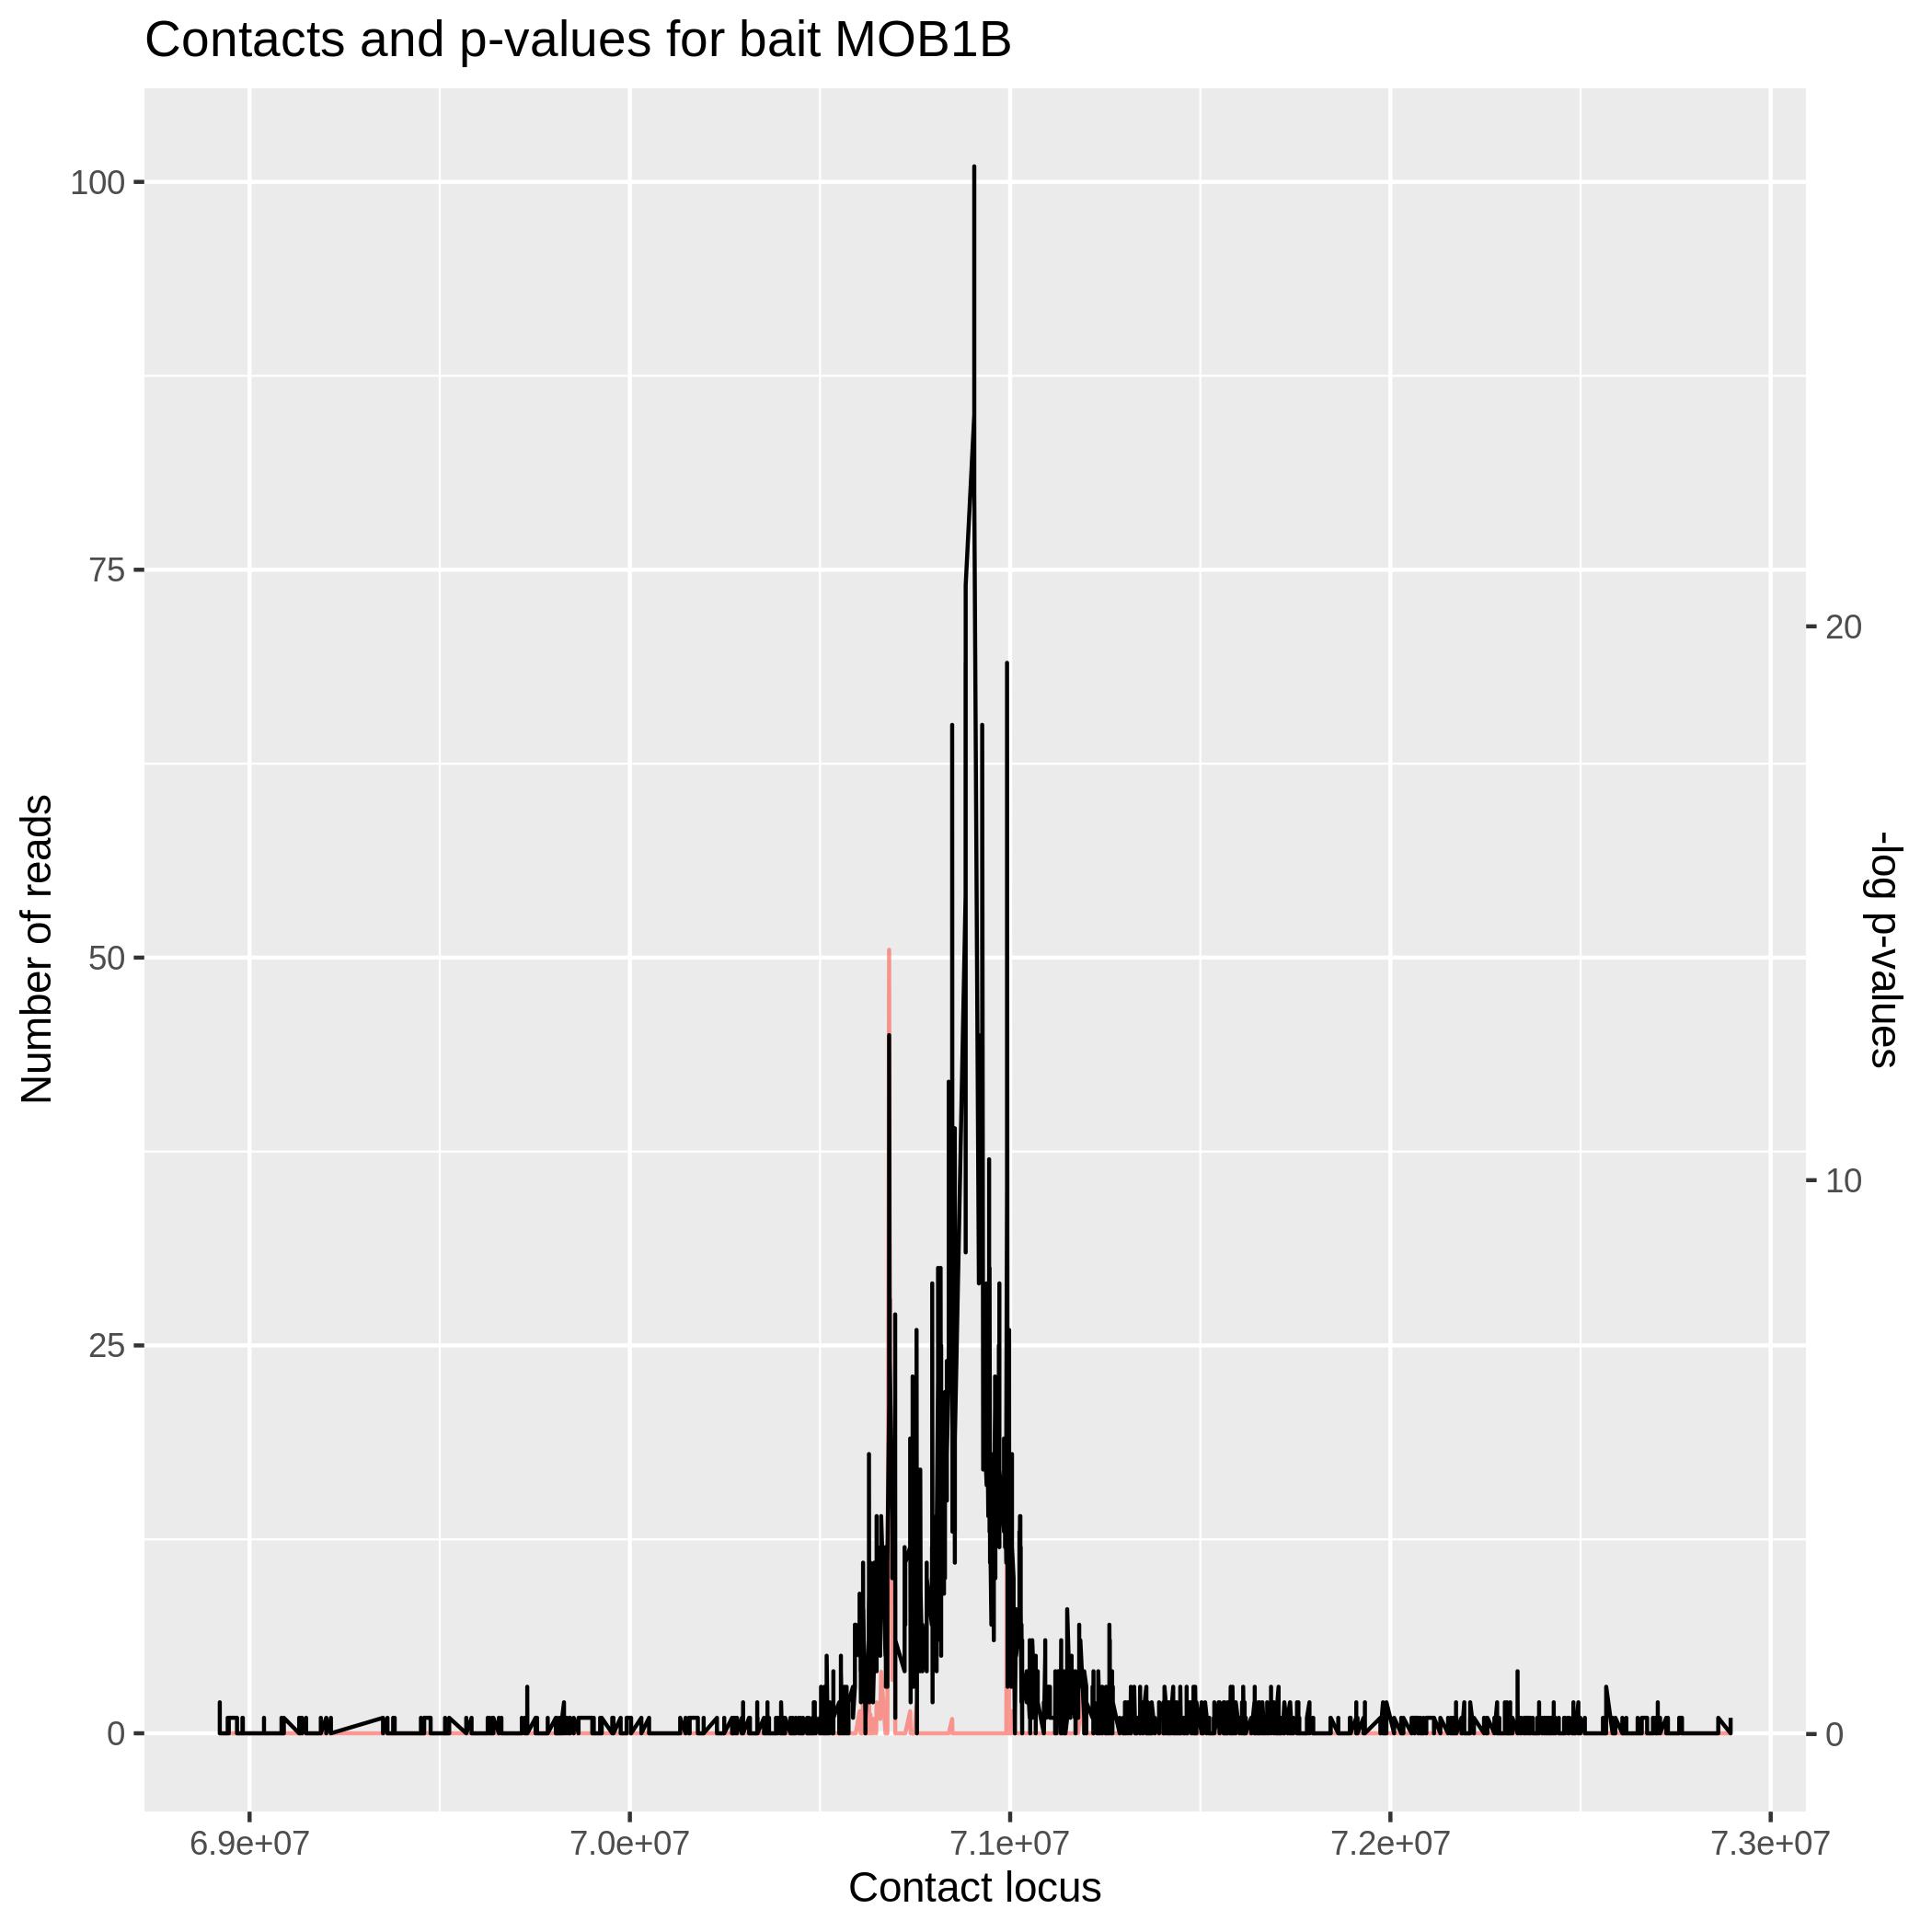 Contacts and p-values for bait MOB1B
100
75
50
25
0
Number of reads
20
10
0
-log p-values
6.9e+07
7.0e+07
7.1e+07
7.2e+07
7.3e+07
Contact locus